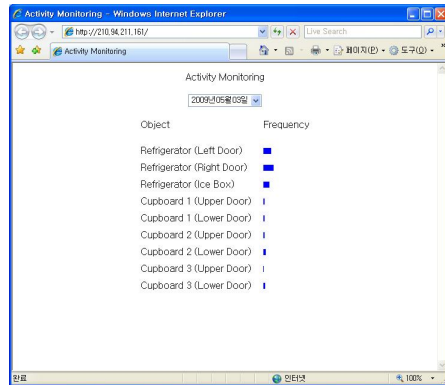 Activity Monitoring - Windows Internet Explorer
http://210.94.211.161/
Live Search
Activity Monitoring
페이지(P)
도구(O)
Activity Monitoring
2009년05월03일
Object Frequency
Refrigerator (Left Door)
Refrigerator (Right Door)
Refrigerator (Ice Box)
Cupboard 1 (Upper Door)
Cupboard 1 (Lower Door)
Cupboard 2 (Upper Door)
Cupboard 2 (Lower Door)
Cupboard 3 (Upper Door)
Cupboard 3 (Lower Door)
완료
인터넷
100%